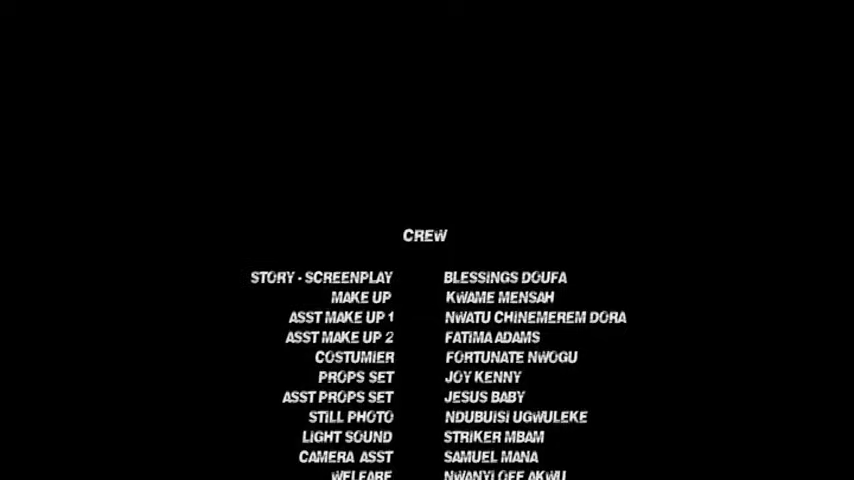 CREW
STORY - SCREENPLAY BLESSINGS DOUFA
MAKE UP KWAME MENSAH
ASST MAKE UP 1 NWATU CHINEMEREM DORA
ASST MAKE UP 2 FATIMA ADAMS
COSTUMIER FORTUNATE NWOGU
PROPS SET JOY KENNY
ASST PROPS SET JESUS BABY
STILL PHOTO NDUBUISI UGWULEKE
LIGHT SOUND STRIKER MBAM
CAMERA ASST SAMUEL MANA
WELFARE